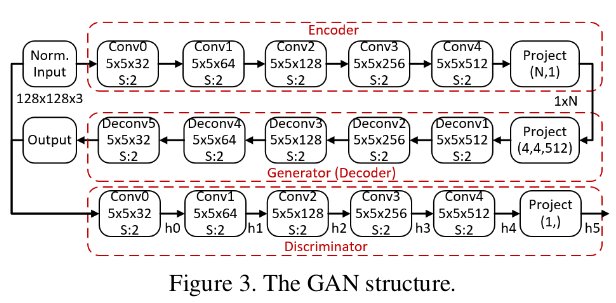 Encoder
Norm.
Input
128x128x3
Conv0
5x5x32
S:2
Conv1
5x5x64
S:2
Conv2
5x5x128
S:2
Conv3
5x5x256
S:2
Conv4
5x5x512
S:2
Project
(N,1)
1xN
Output
Deconv5
5x5x32
S:2
Deconv4
5x5x64
S:2
Deconv3
5x5x128
S:2
Deconv2
5x5x256
S:2
Deconv1
5x5x512
S:2
Project
(4,4,512)
Generator (Decoder)
Conv0
5x5x32
S:2
h0
Conv1
5x5x64
S:2
h1
Conv2
5x5x128
S:2
h2
Conv3
5x5x256
S:2
h3
Conv4
5x5x512
S:2
h4
Project
(1,)
h5
Discriminator
Figure 3. The GAN structure.